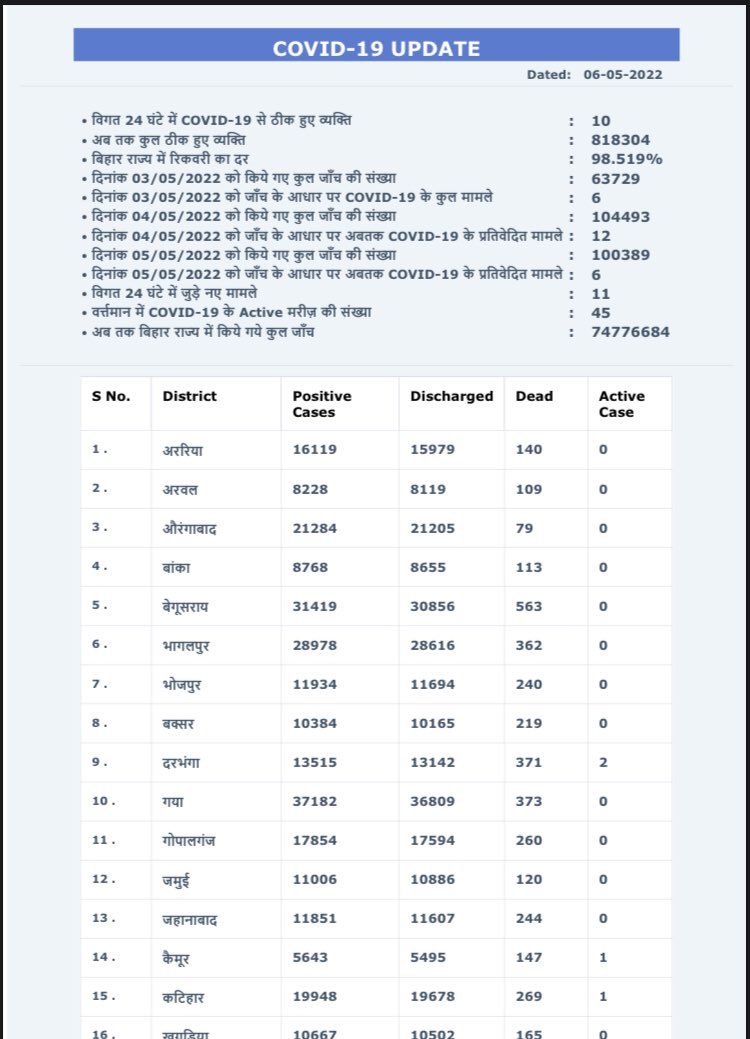 COVID-19 UPDATE
Dated: 06-05-2022
• विगत 24 घंटे में COVID-19 से ठीक हुए व्यक्ति : 10
• अब तक कुल ठीक हुए व्यक्ति : 818304
• बिहार राज्य में रिकवरी का दर : 98.519%
• दिनांक 03/05/2022 को किये गए कुल जाँच की संख्या : 63729
• दिनांक 03/05/2022 को जाँच के आधार पर COVID-19 के कुल मामले : 6
• दिनांक 04/05/2022 को किये गए कुल जाँच की संख्या : 104493
• दिनांक 04/05/2022 को जाँच के आधार पर अबतक COVID-19 के प्रतिवेदित मामले : 12
• दिनांक 05/05/2022 को किये गए कुल जाँच की संख्या : 100389
• दिनांक 05/05/2022 को जाँच के आधार पर अबतक COVID-19 के प्रतिवेदित मामले : 6
• विगत 24 घंटे में जुड़े नए मामले : 11
• वर्त्तमान में COVID-19 के Active मरीज़ की संख्या : 45
• अब तक बिहार राज्य में किये गये कुल जाँच : 74776684
S No. District Positive Cases Discharged Dead Active Case
1 . अररिया 16119 15979 140 0
2 . अरवल 8228 8119 109 0
3 . औरंगाबाद 21284 21205 79 0
4 . बांका 8768 8655 113 0
5 . बेगूसराय 31419 30856 563 0
6 . भागलपुर 28978 28616 362 0
7 . भोजपुर 11934 11694 240 0
8 . बक्सर 10384 10165 219 0
9 . दरभंगा 13515 13142 371 2
10 . गया 37182 36809 373 0
11 . गोपालगंज 17854 17594 260 0
12 . जमुई 11006 10886 120 0
13 . जहानाबाद 11851 11607 244 0
14 . कैमूर 5643 5495 147 1
15 . कटिहार 19948 19678 269 1
16 . खगड़िया 10667 10502 165 0